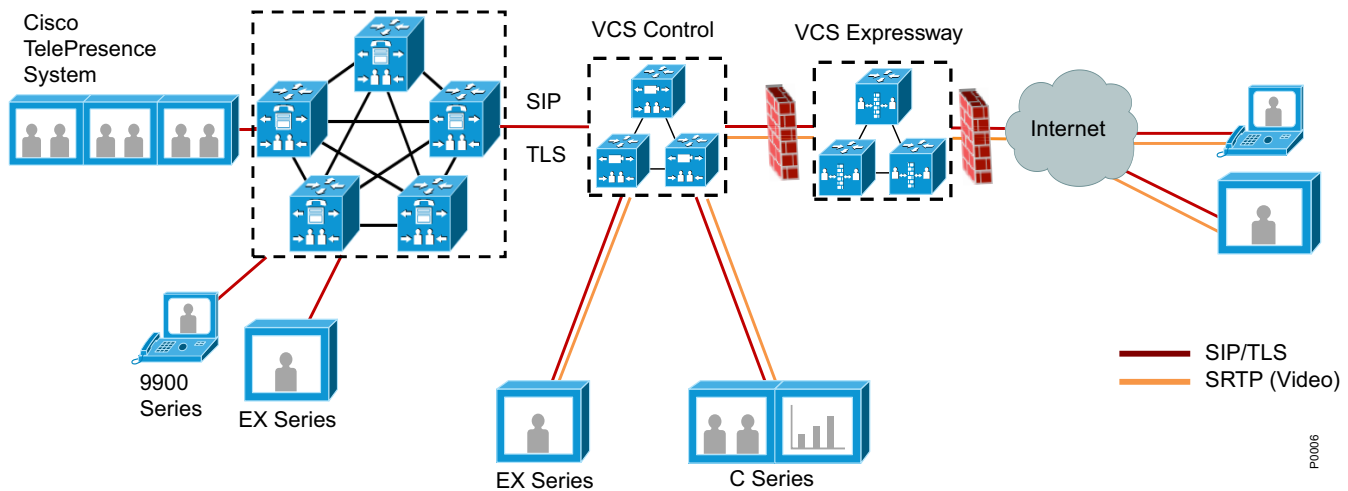 Cisco
TelePresence
System
VCS Control
VCS Expressway
SIP
TLS
Internet
9900
Series
EX Series
EX Series
C Series
SIP/TLS
SRTP (Video)
P0006